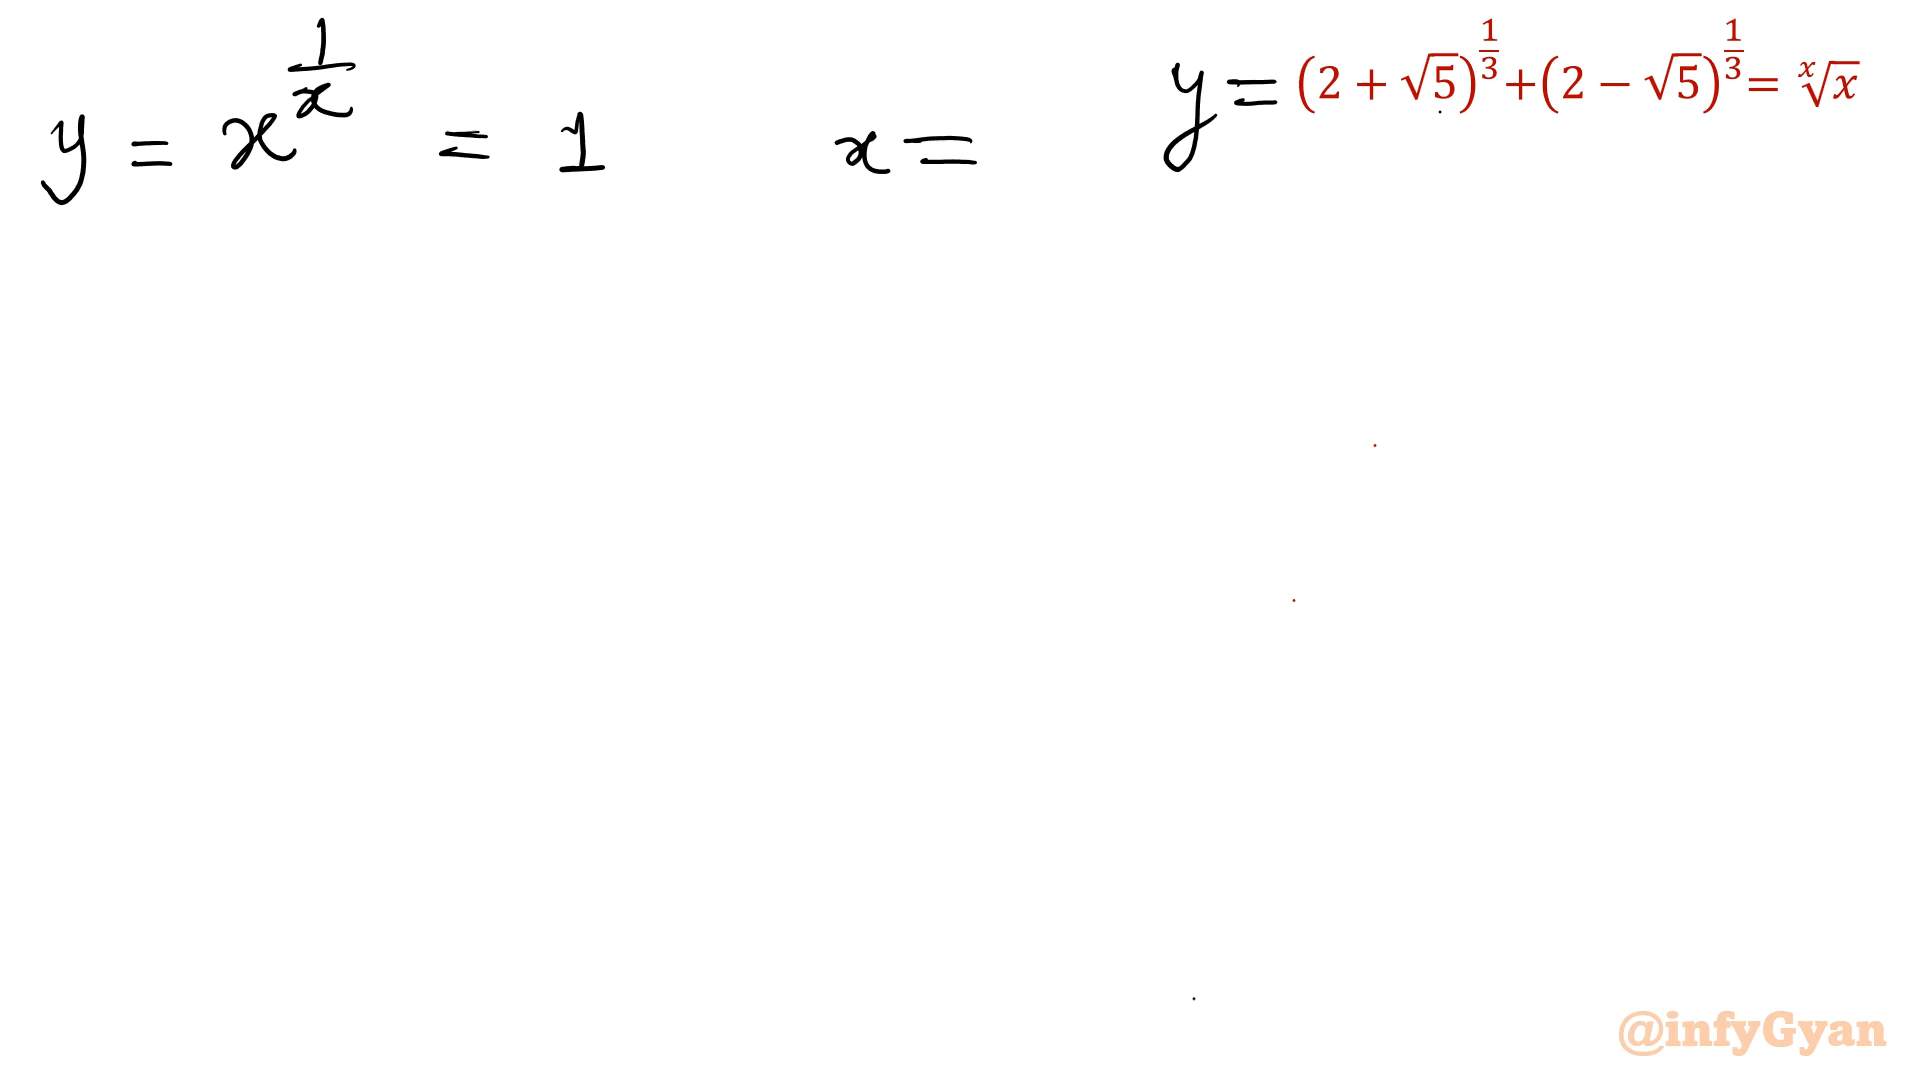 y = x^(1/x) = 1 x =
y = (2 + √5)^(1/3) + (2 − √5)^(1/3) = ˣ√x
@infyGyan